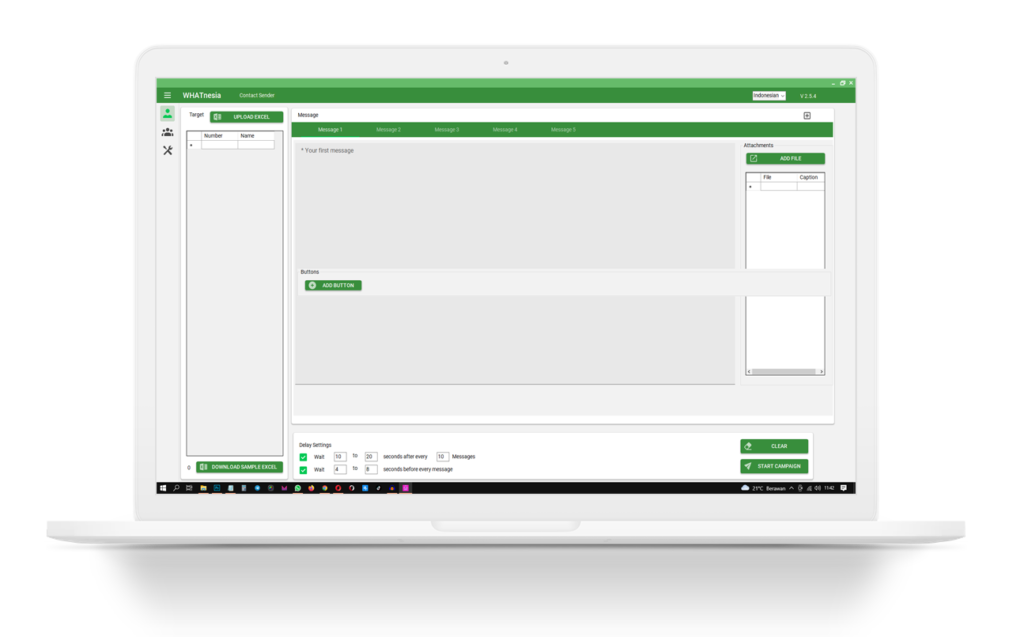 WHATnesia Contact Sender Indonesian V 2.5.4
Target UPLOAD EXCEL
Number Name
Message
Message 1 Message 2 Message 3 Message 4 Message 5
* Your first message
Attachments
ADD FILE
File Caption
Buttons
ADD BUTTON
0 DOWNLOAD SAMPLE EXCEL
Delay Settings
Wait 10 to 20 seconds after every 10 Messages
Wait 4 to 8 seconds before every message
CLEAR
START CAMPAIGN
21°C Berawan 11:42